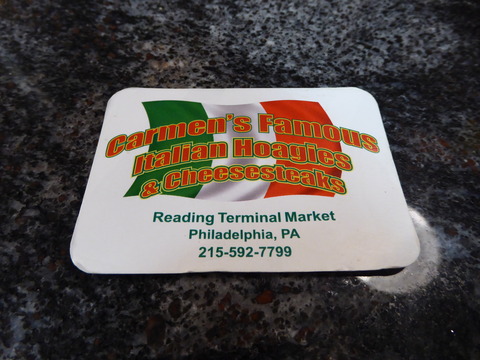 Carmen's Famous
Italian Hoagies
& Cheesesteaks
Reading Terminal Market
Philadelphia, PA
215-592-7799